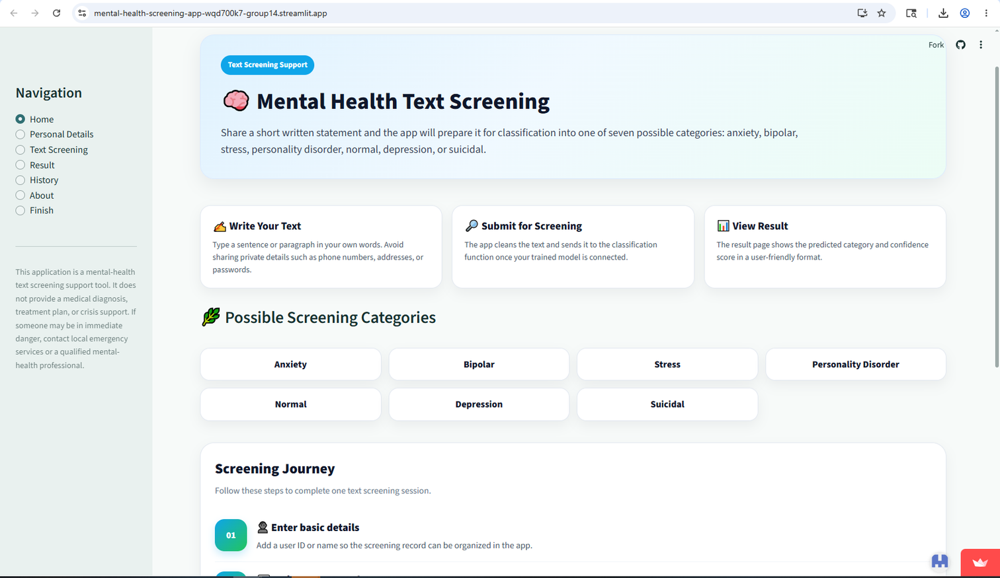 mental-health-screening-app-wqd700k7-group14.streamlit.app
Fork
Navigation
Home
Personal Details
Text Screening
Result
History
About
Finish
This application is a mental-health
text screening support tool. It does
not provide a medical diagnosis,
treatment plan, or crisis support. If
someone may be in immediate
danger, contact local emergency
services or a qualified mental-
health professional.
Text Screening Support
Mental Health Text Screening
Share a short written statement and the app will prepare it for classification into one of seven possible categories: anxiety, bipolar,
stress, personality disorder, normal, depression, or suicidal.
Write Your Text
Type a sentence or paragraph in your own words. Avoid
sharing private details such as phone numbers, addresses, or
passwords.
Submit for Screening
The app cleans the text and sends it to the classification
function once your trained model is connected.
View Result
The result page shows the predicted category and confidence
score in a user-friendly format.
Possible Screening Categories
Anxiety
Bipolar
Stress
Personality Disorder
Normal
Depression
Suicidal
Screening Journey
Follow these steps to complete one text screening session.
01
Enter basic details
Add a user ID or name so the screening record can be organized in the app.